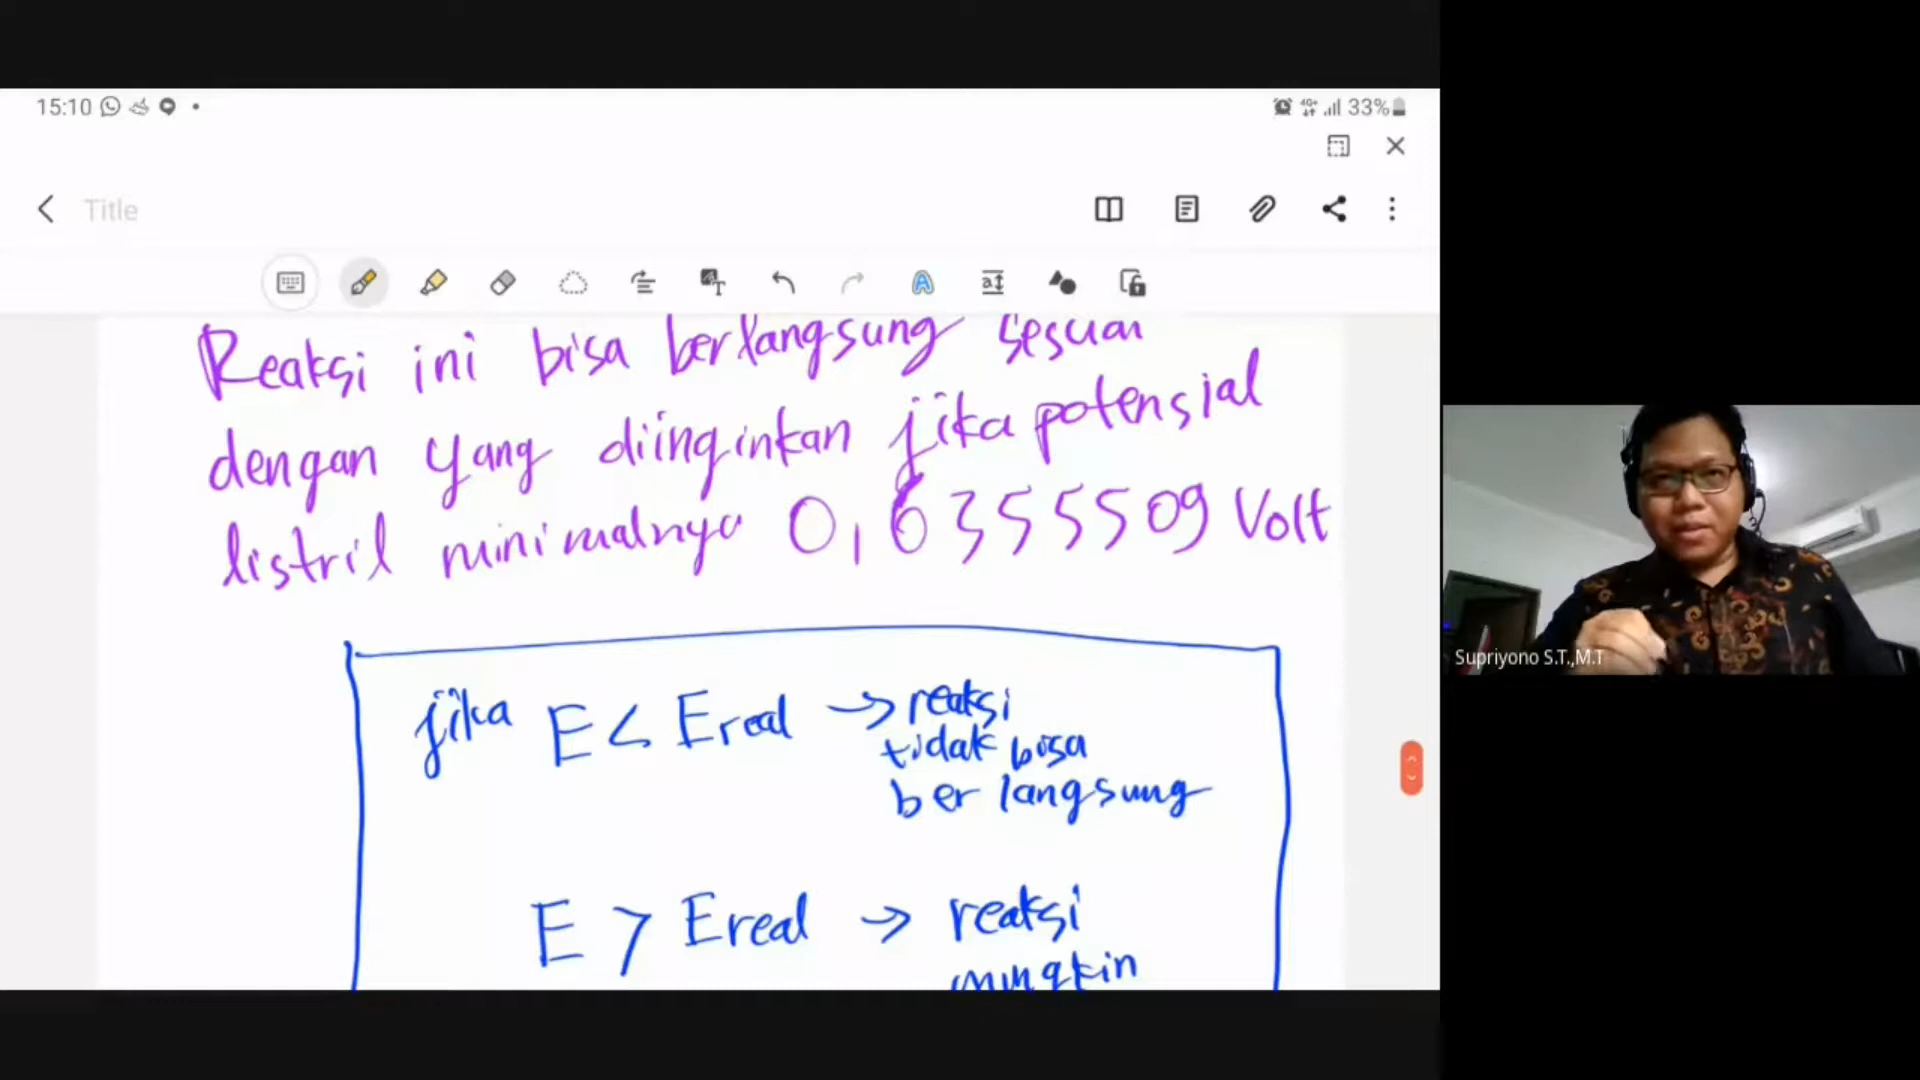 15:10
33%
Title
Reaksi ini bisa berlangsung sesuai
dengan yang diinginkan jika potensial
listril minimalnya 0,6355509 Volt
jika E < Ereal → reaksi
tidak bisa
berlangsung
E > Ereal → reaksi
mungkin
Supriyono S.T.,M.T